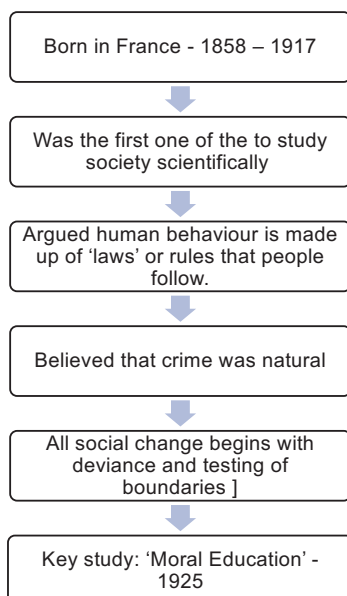 Born in France - 1858 – 1917
Was the first one of the to study
society scientifically
Argued human behaviour is made
up of ‘laws’ or rules that people
follow.
Believed that crime was natural
All social change begins with
deviance and testing of
boundaries ]
Key study: ‘Moral Education’ -
1925